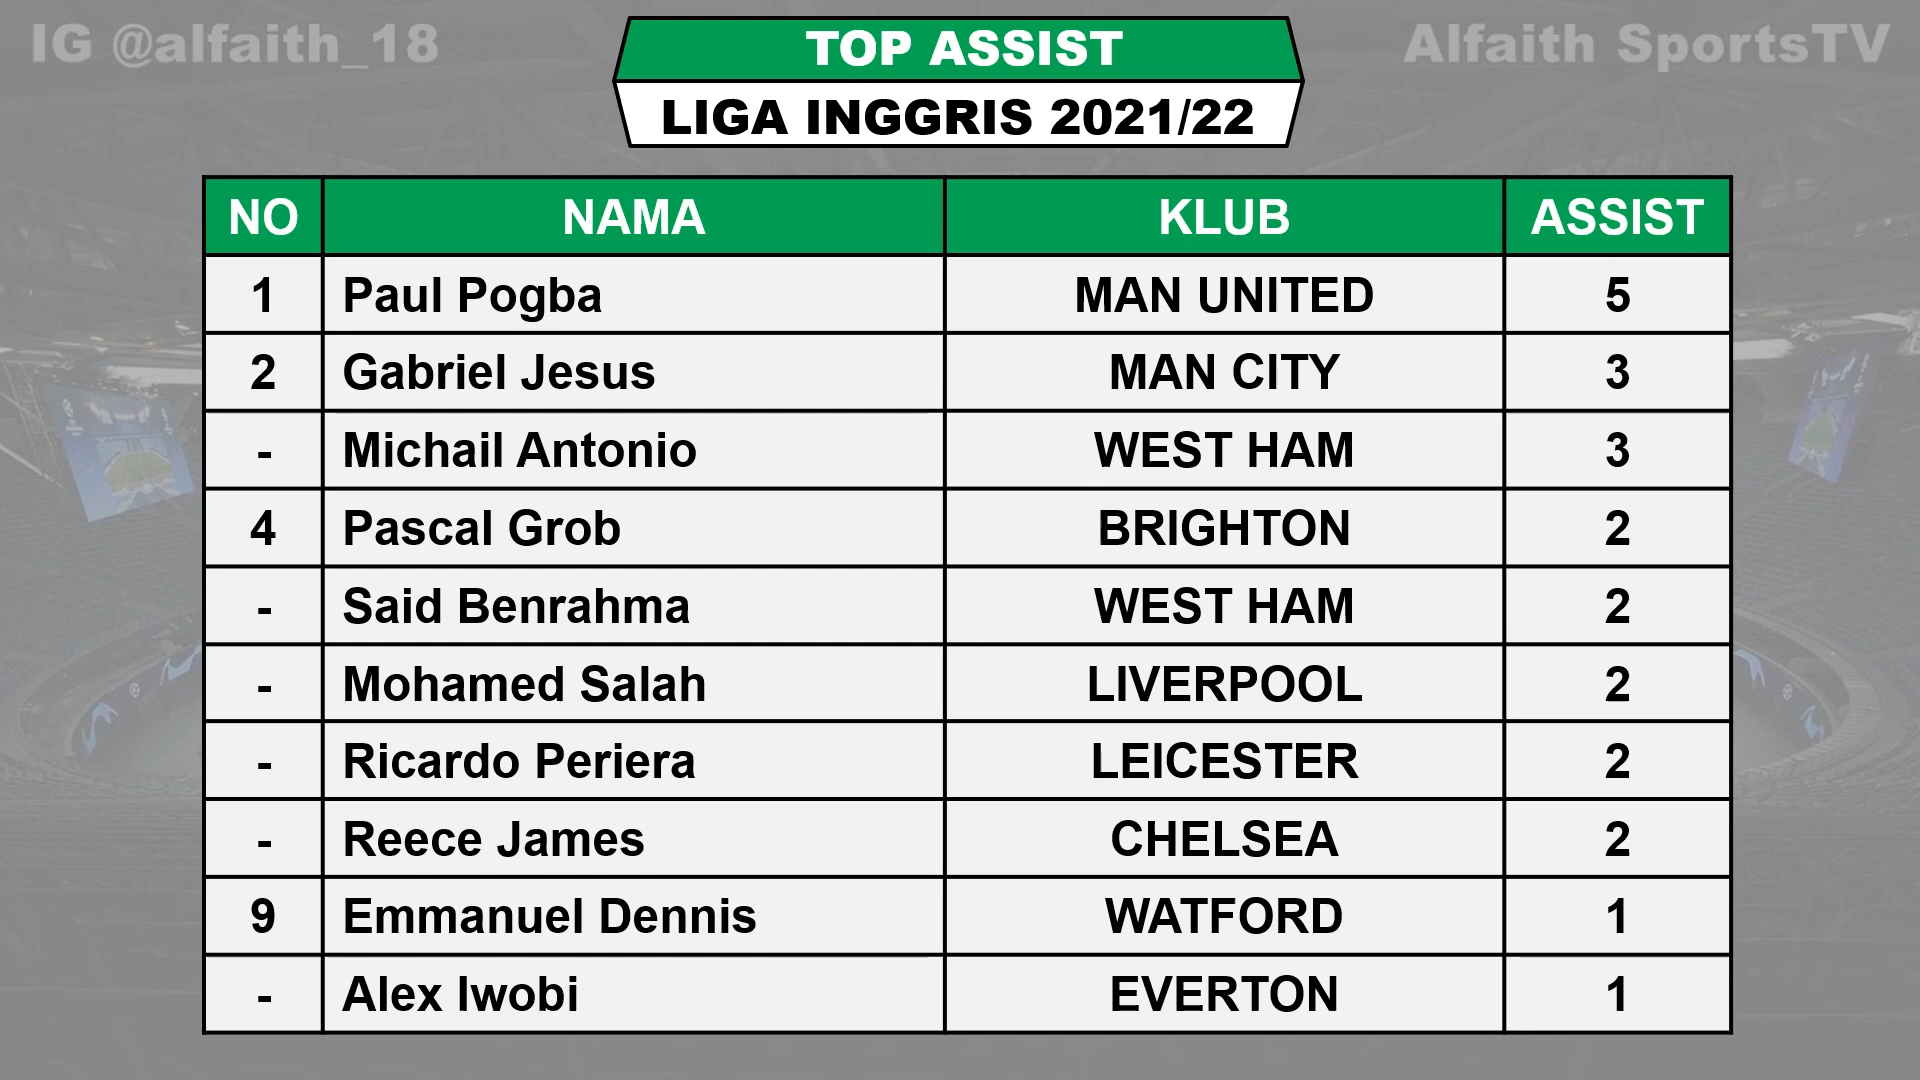 IG @alfaith_18
TOP ASSIST
Alfaith SportsTV
LIGA INGGRIS 2021/22
NO NAMA KLUB ASSIST
1 Paul Pogba MAN UNITED 5
2 Gabriel Jesus MAN CITY 3
- Michail Antonio WEST HAM 3
4 Pascal Grob BRIGHTON 2
- Said Benrahma WEST HAM 2
- Mohamed Salah LIVERPOOL 2
- Ricardo Periera LEICESTER 2
- Reece James CHELSEA 2
9 Emmanuel Dennis WATFORD 1
- Alex Iwobi EVERTON 1